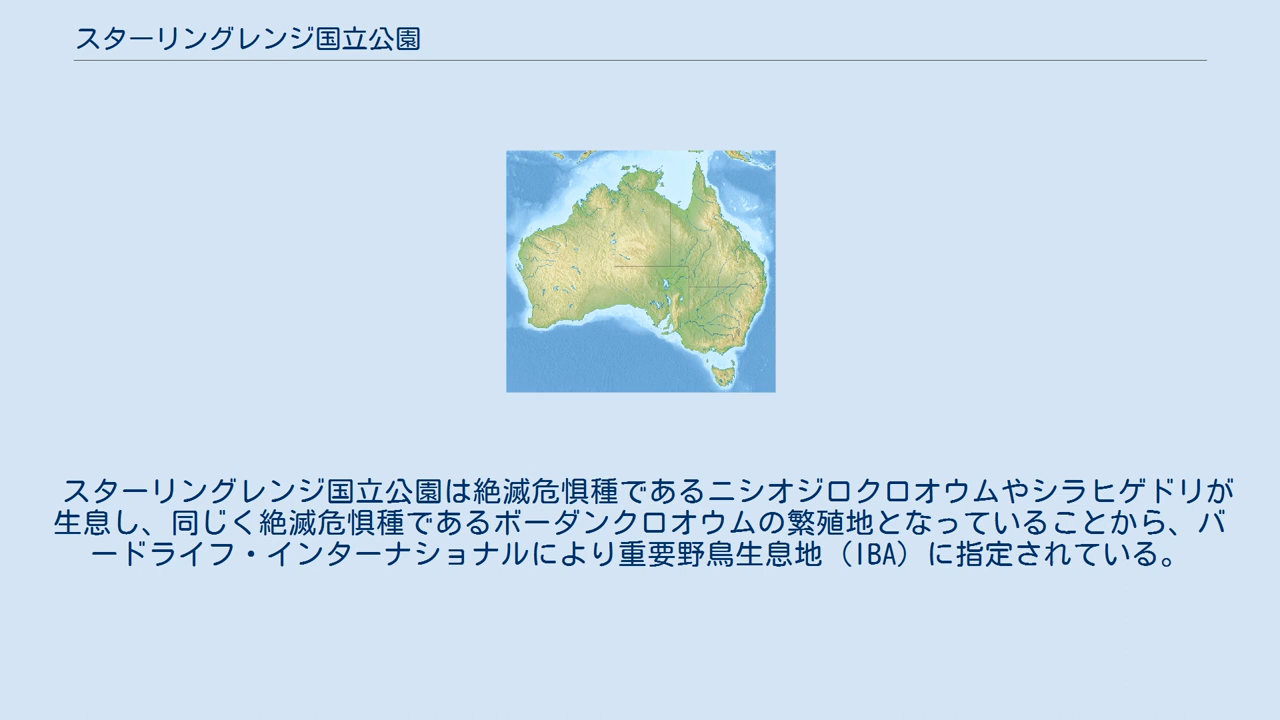 スターリングレンジ国立公園
スターリングレンジ国立公園は絶滅危惧種であるニシオジロクロオウムやシラヒゲドリが
生息し、同じく絶滅危惧種であるボーダンクロオウムの繁殖地となっていることから、バ
ードライフ・インターナショナルにより重要野鳥生息地（IBA）に指定されている。